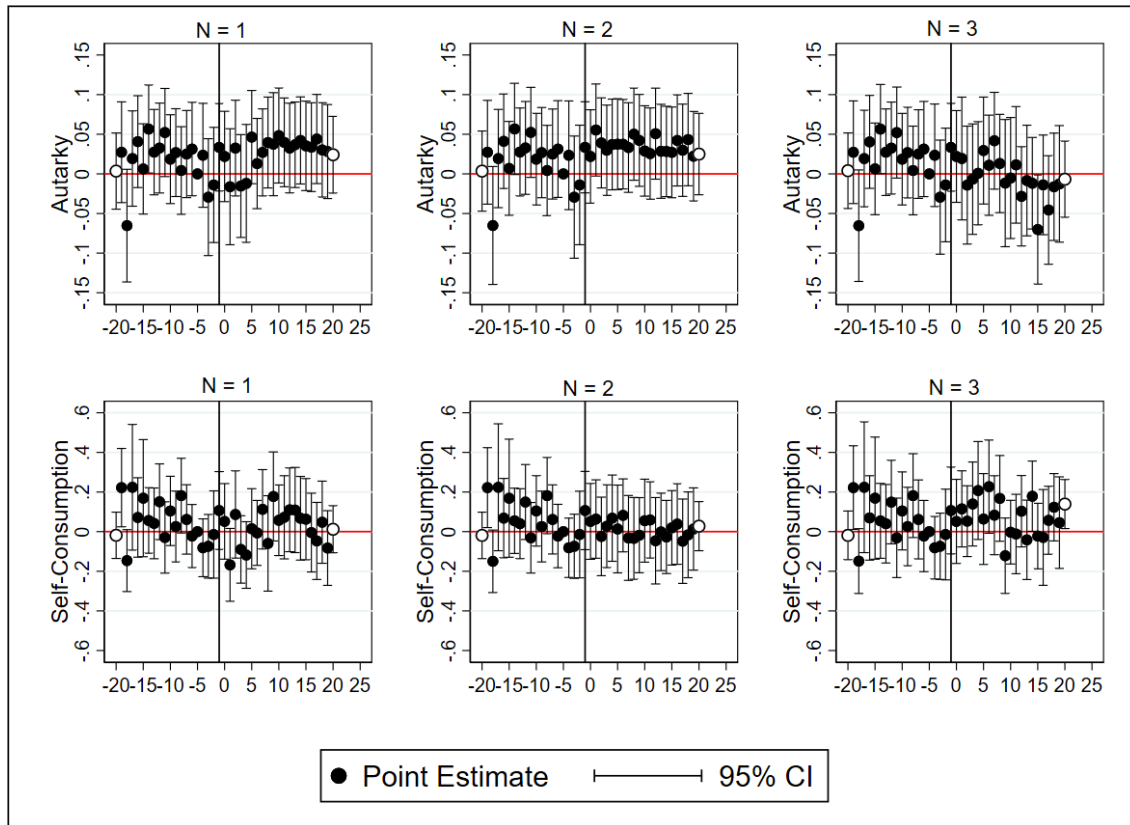 N = 1
Autarky
-.15 -.1 -.05 0 .05 .1 .15
-20 -15 -10 -5 0 5 10 15 20 25
N = 2
Autarky
-.15 -.1 -.05 0 .05 .1 .15
-20 -15 -10 -5 0 5 10 15 20 25
N = 3
Autarky
-.15 -.1 -.05 0 .05 .1 .15
-20 -15 -10 -5 0 5 10 15 20 25
N = 1
Self-Consumption
-.6 -.4 -.2 0 .2 .4 .6
-20 -15 -10 -5 0 5 10 15 20 25
N = 2
Self-Consumption
-.6 -.4 -.2 0 .2 .4 .6
-20 -15 -10 -5 0 5 10 15 20 25
N = 3
Self-Consumption
-.6 -.4 -.2 0 .2 .4 .6
-20 -15 -10 -5 0 5 10 15 20 25
Point Estimate 95% CI